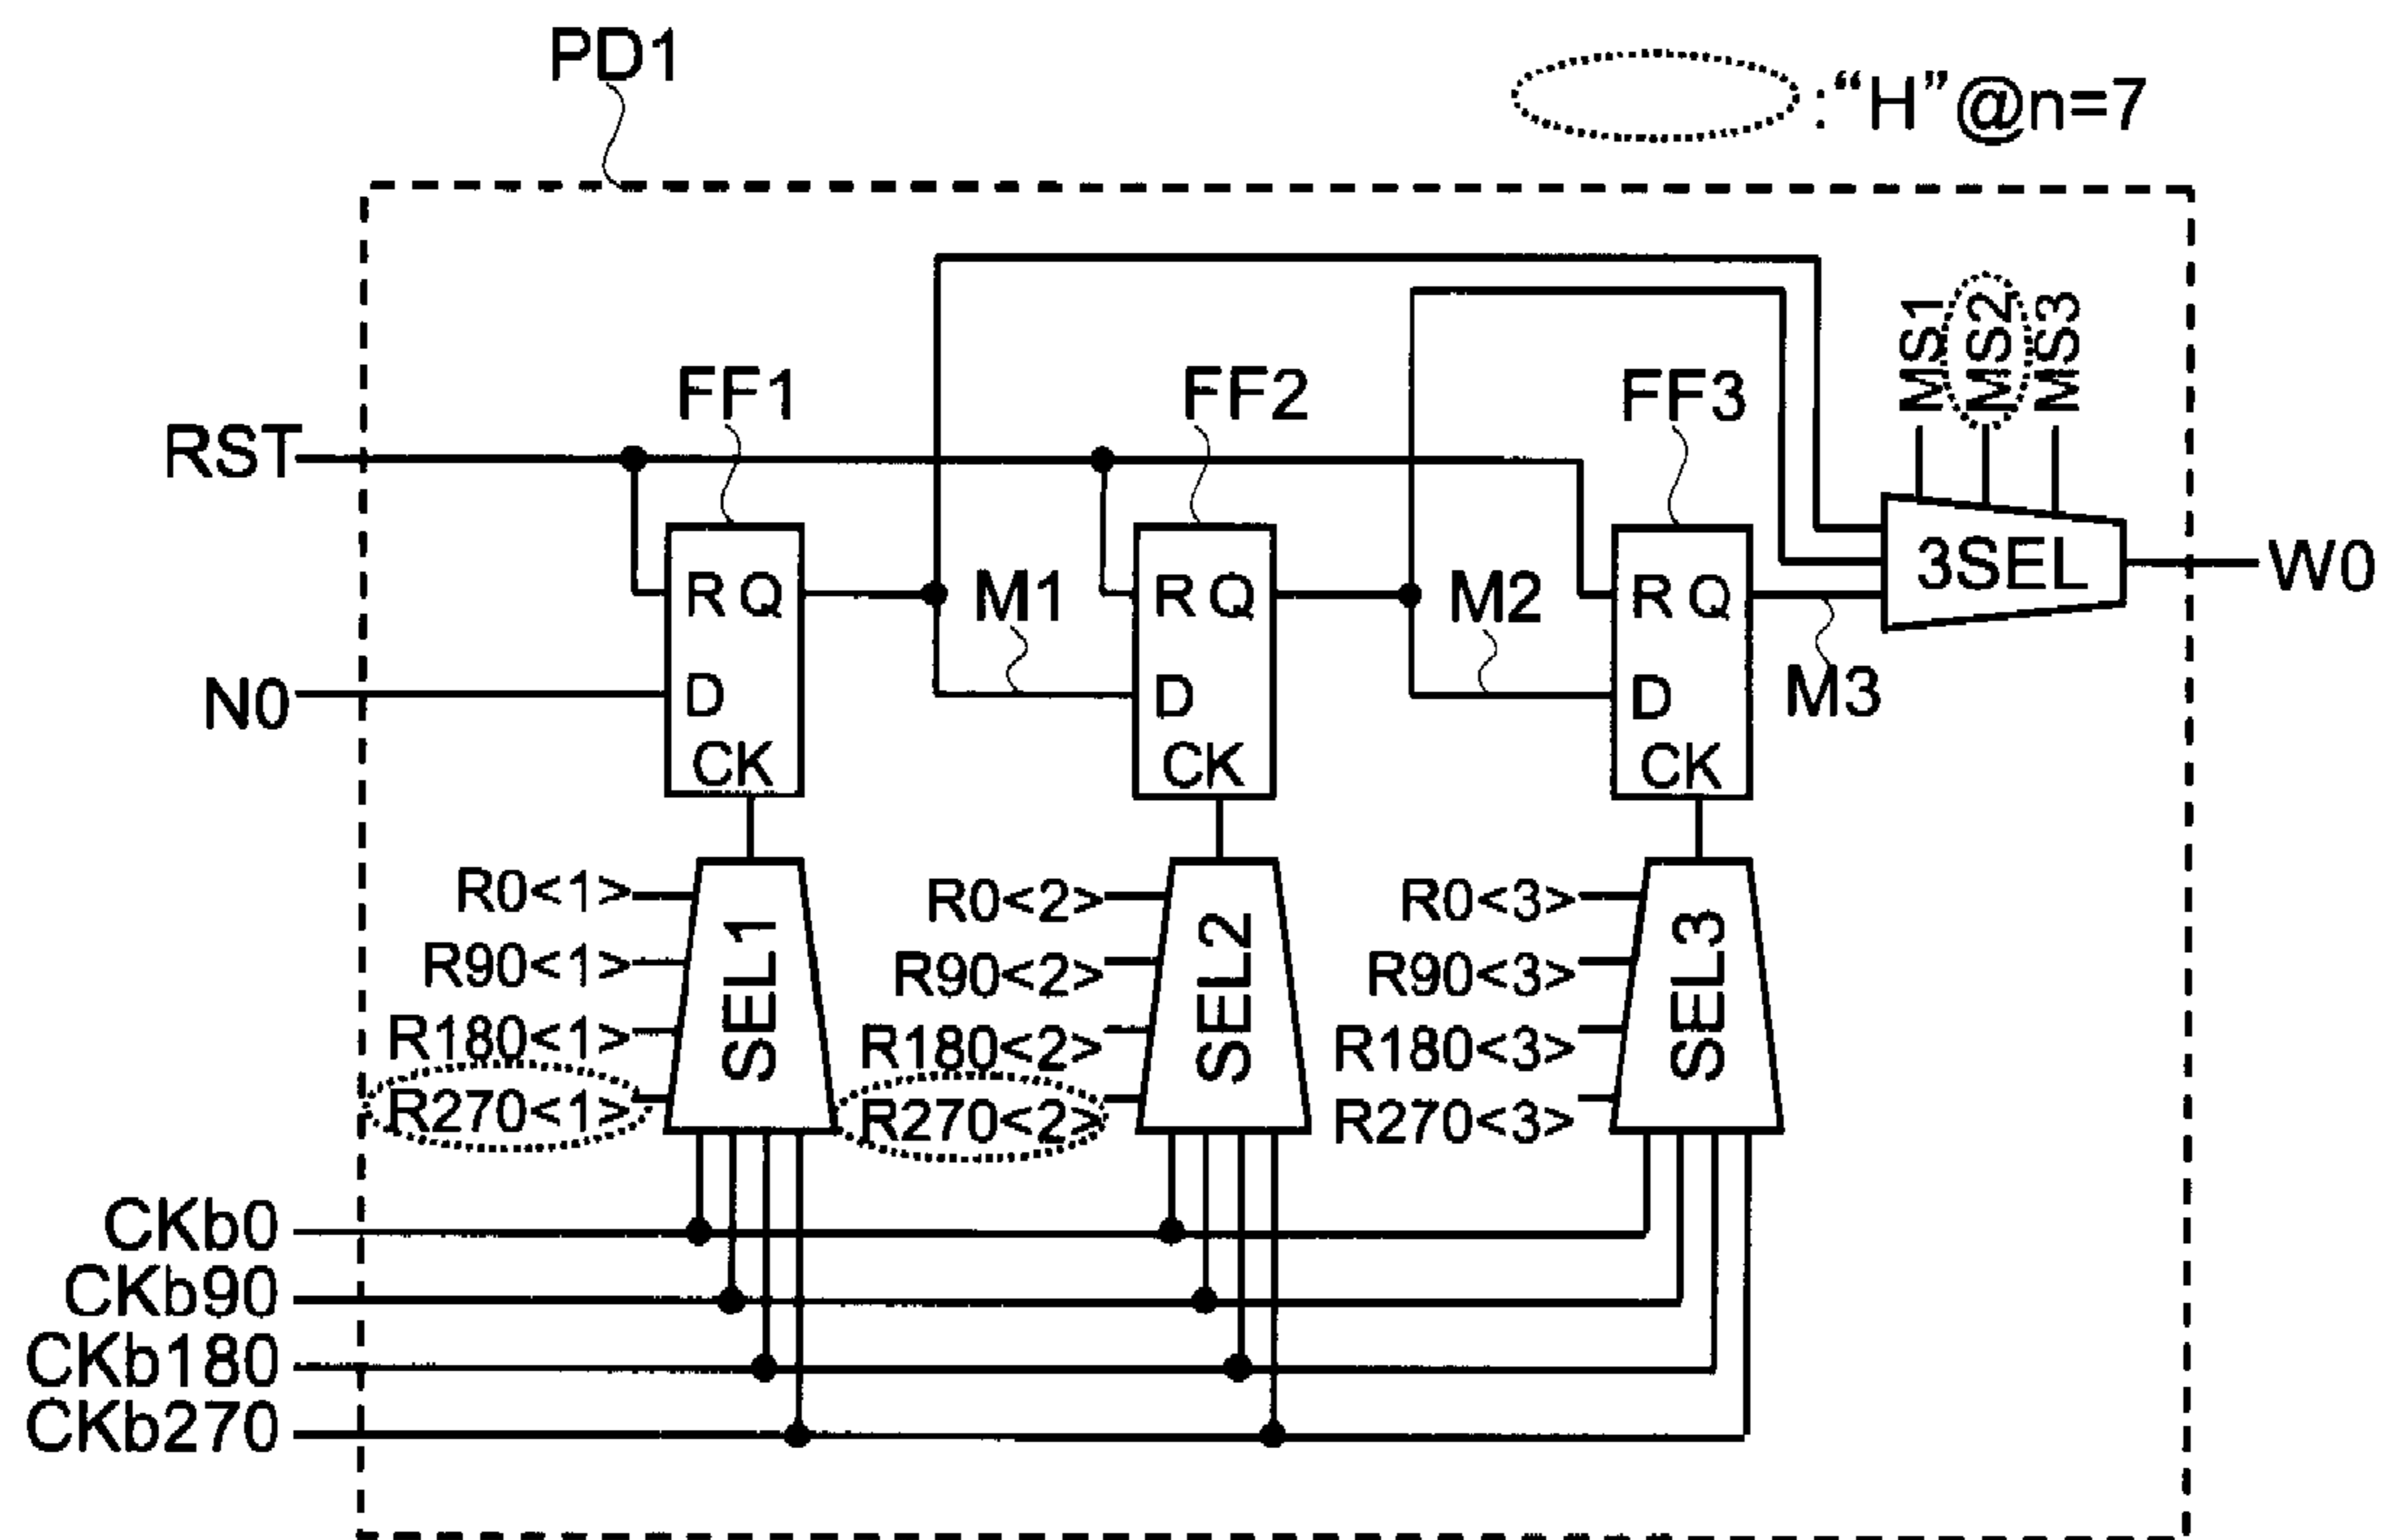 PD1
:“H”@n=7
MS1
MS2
MS3
FF1
FF2
FF3
RST
R Q
M1
R Q
M2
R Q
3SEL
W0
N0
D
D
D
M3
CK
CK
CK
R0<1>
R90<1>
R180<1>
R270<1>
SEL1
R0<2>
R90<2>
R180<2>
R270<2>
SEL2
R0<3>
R90<3>
R180<3>
R270<3>
SEL3
CKb0
CKb90
CKb180
CKb270